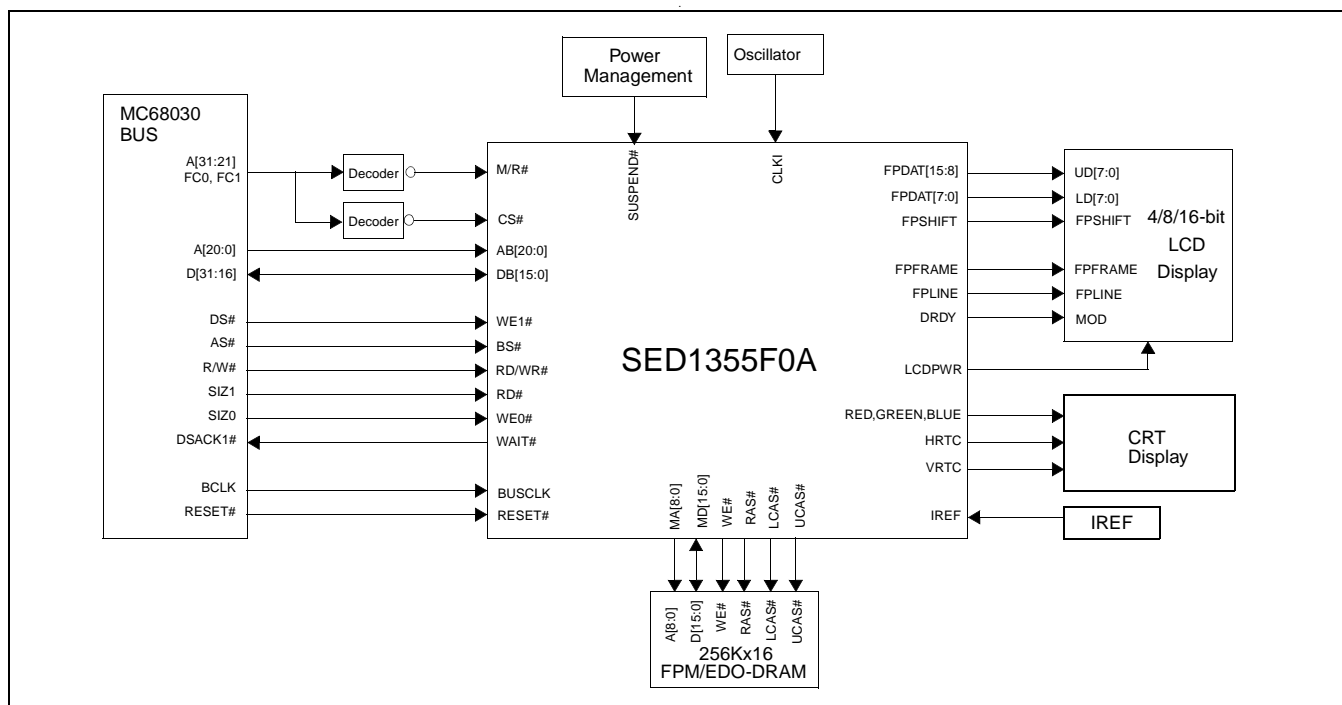 Power
Management
Oscillator
MC68030
BUS
A[31:21]
FC0, FC1
Decoder
Decoder
A[20:0]
D[31:16]
DS#
AS#
R/W#
SIZ1
SIZ0
DSACK1#
BCLK
RESET#
M/R#
CS#
AB[20:0]
DB[15:0]
WE1#
BS#
RD/WR#
RD#
WE0#
WAIT#
BUSCLK
RESET#
SUSPEND#
CLKI
SED1355F0A
FPDAT[15:8]
FPDAT[7:0]
FPSHIFT
FPFRAME
FPLINE
DRDY
LCDPWR
RED,GREEN,BLUE
HRTC
VRTC
IREF
UD[7:0]
LD[7:0]
FPSHIFT
FPFRAME
FPLINE
MOD
4/8/16-bit
LCD
Display
CRT
Display
IREF
MA[8:0]
MD[15:0]
WE#
RAS#
LCAS#
UCAS#
A[8:0]
D[15:0]
WE#
RAS#
LCAS#
UCAS#
256Kx16
FPM/EDO-DRAM